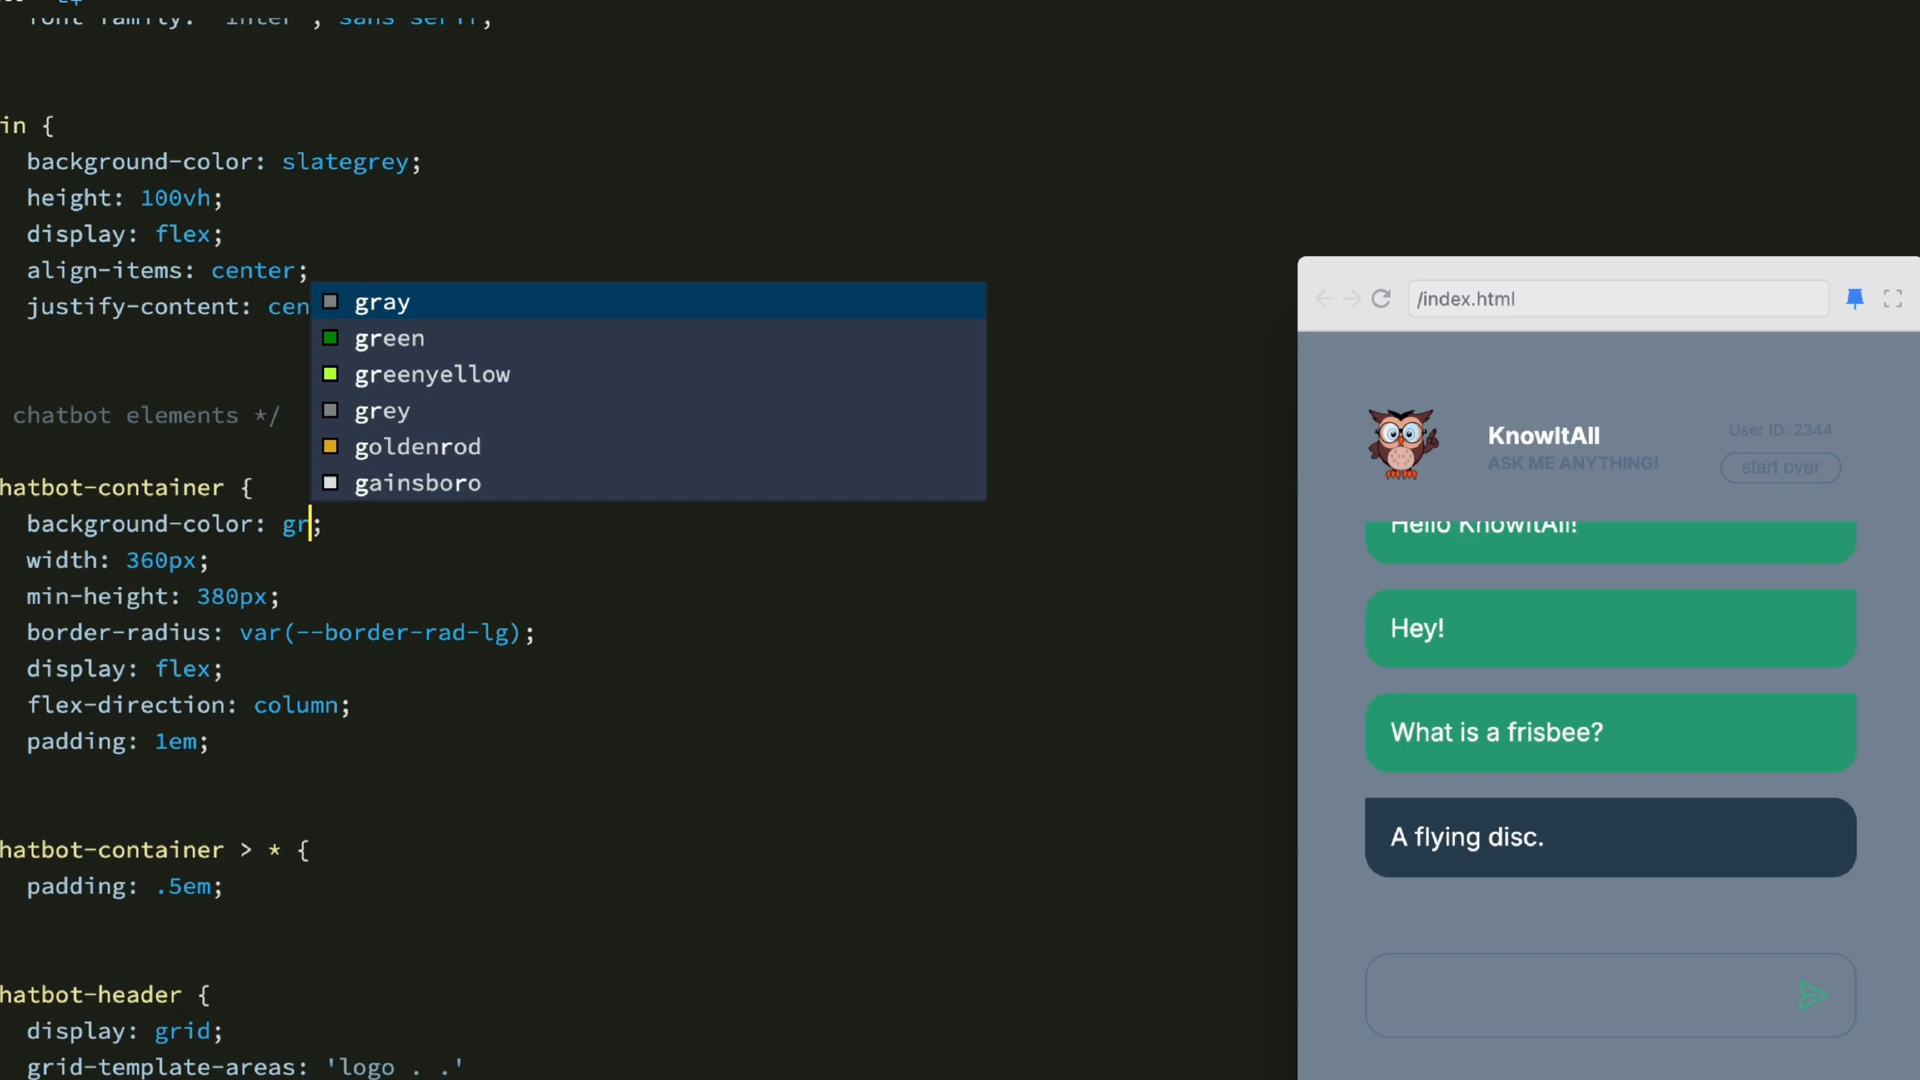 in {
background-color: slategrey;
height: 100vh;
display: flex;
align-items: center;
justify-content: cen
gray
green
greenyellow
grey
goldenrod
gainsboro
chatbot elements */
hatbot-container {
background-color: gr;
width: 360px;
min-height: 380px;
border-radius: var(--border-rad-lg);
display: flex;
flex-direction: column;
padding: 1em;
hatbot-container > * {
padding: .5em;
hatbot-header {
display: grid;
grid-template-areas: 'logo . .'
/index.html
KnowItAll
ASK ME ANYTHING!
User ID: 2344
start over
Hello KnowItAll!
Hey!
What is a frisbee?
A flying disc.